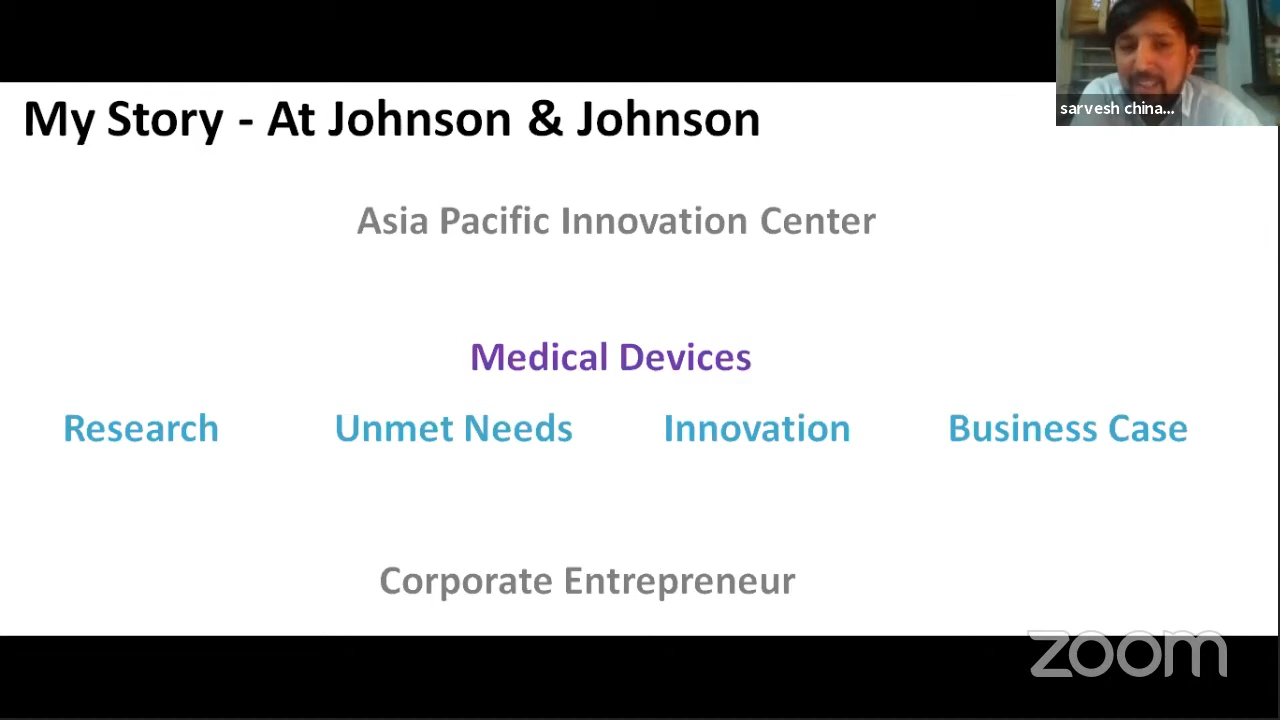 My Story - At Johnson & Johnson
sarvesh china...
Asia Pacific Innovation Center
Medical Devices
Research Unmet Needs Innovation Business Case
Corporate Entrepreneur
zoom